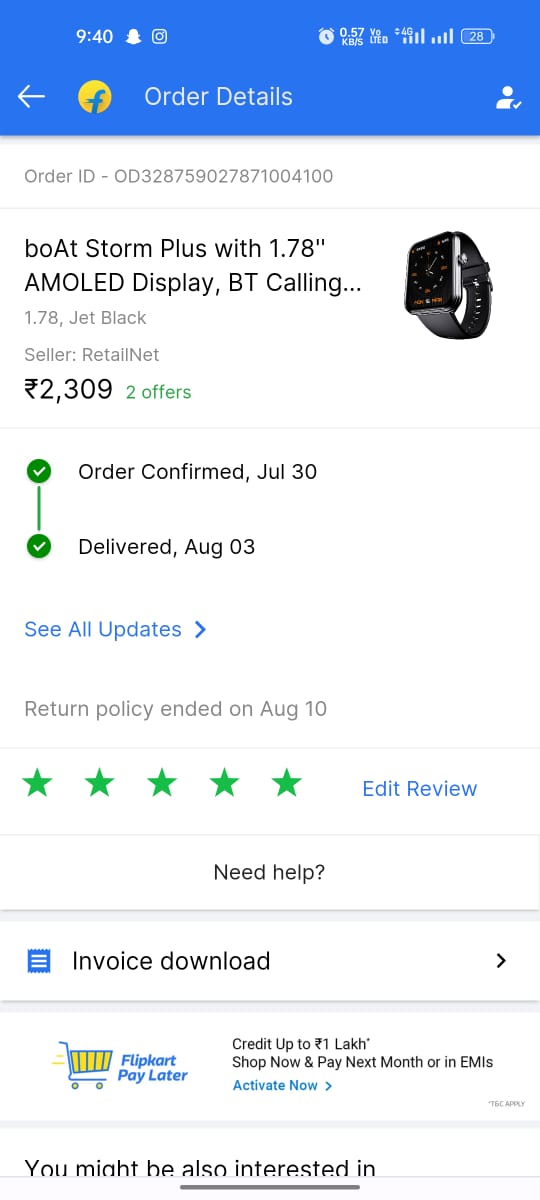 9:40
0.57 KB/S
Vo LTED
4G
28
Order Details
Order ID - OD328759027871004100
boAt Storm Plus with 1.78"
AMOLED Display, BT Calling...
1.78, Jet Black
Seller: RetailNet
₹2,309 2 offers
Order Confirmed, Jul 30
Delivered, Aug 03
See All Updates
Return policy ended on Aug 10
Edit Review
Need help?
Invoice download
Flipkart
Pay Later
Credit Up to ₹1 Lakh*
Shop Now & Pay Next Month or in EMIs
Activate Now >
*T&C APPLY
You might be also interested in